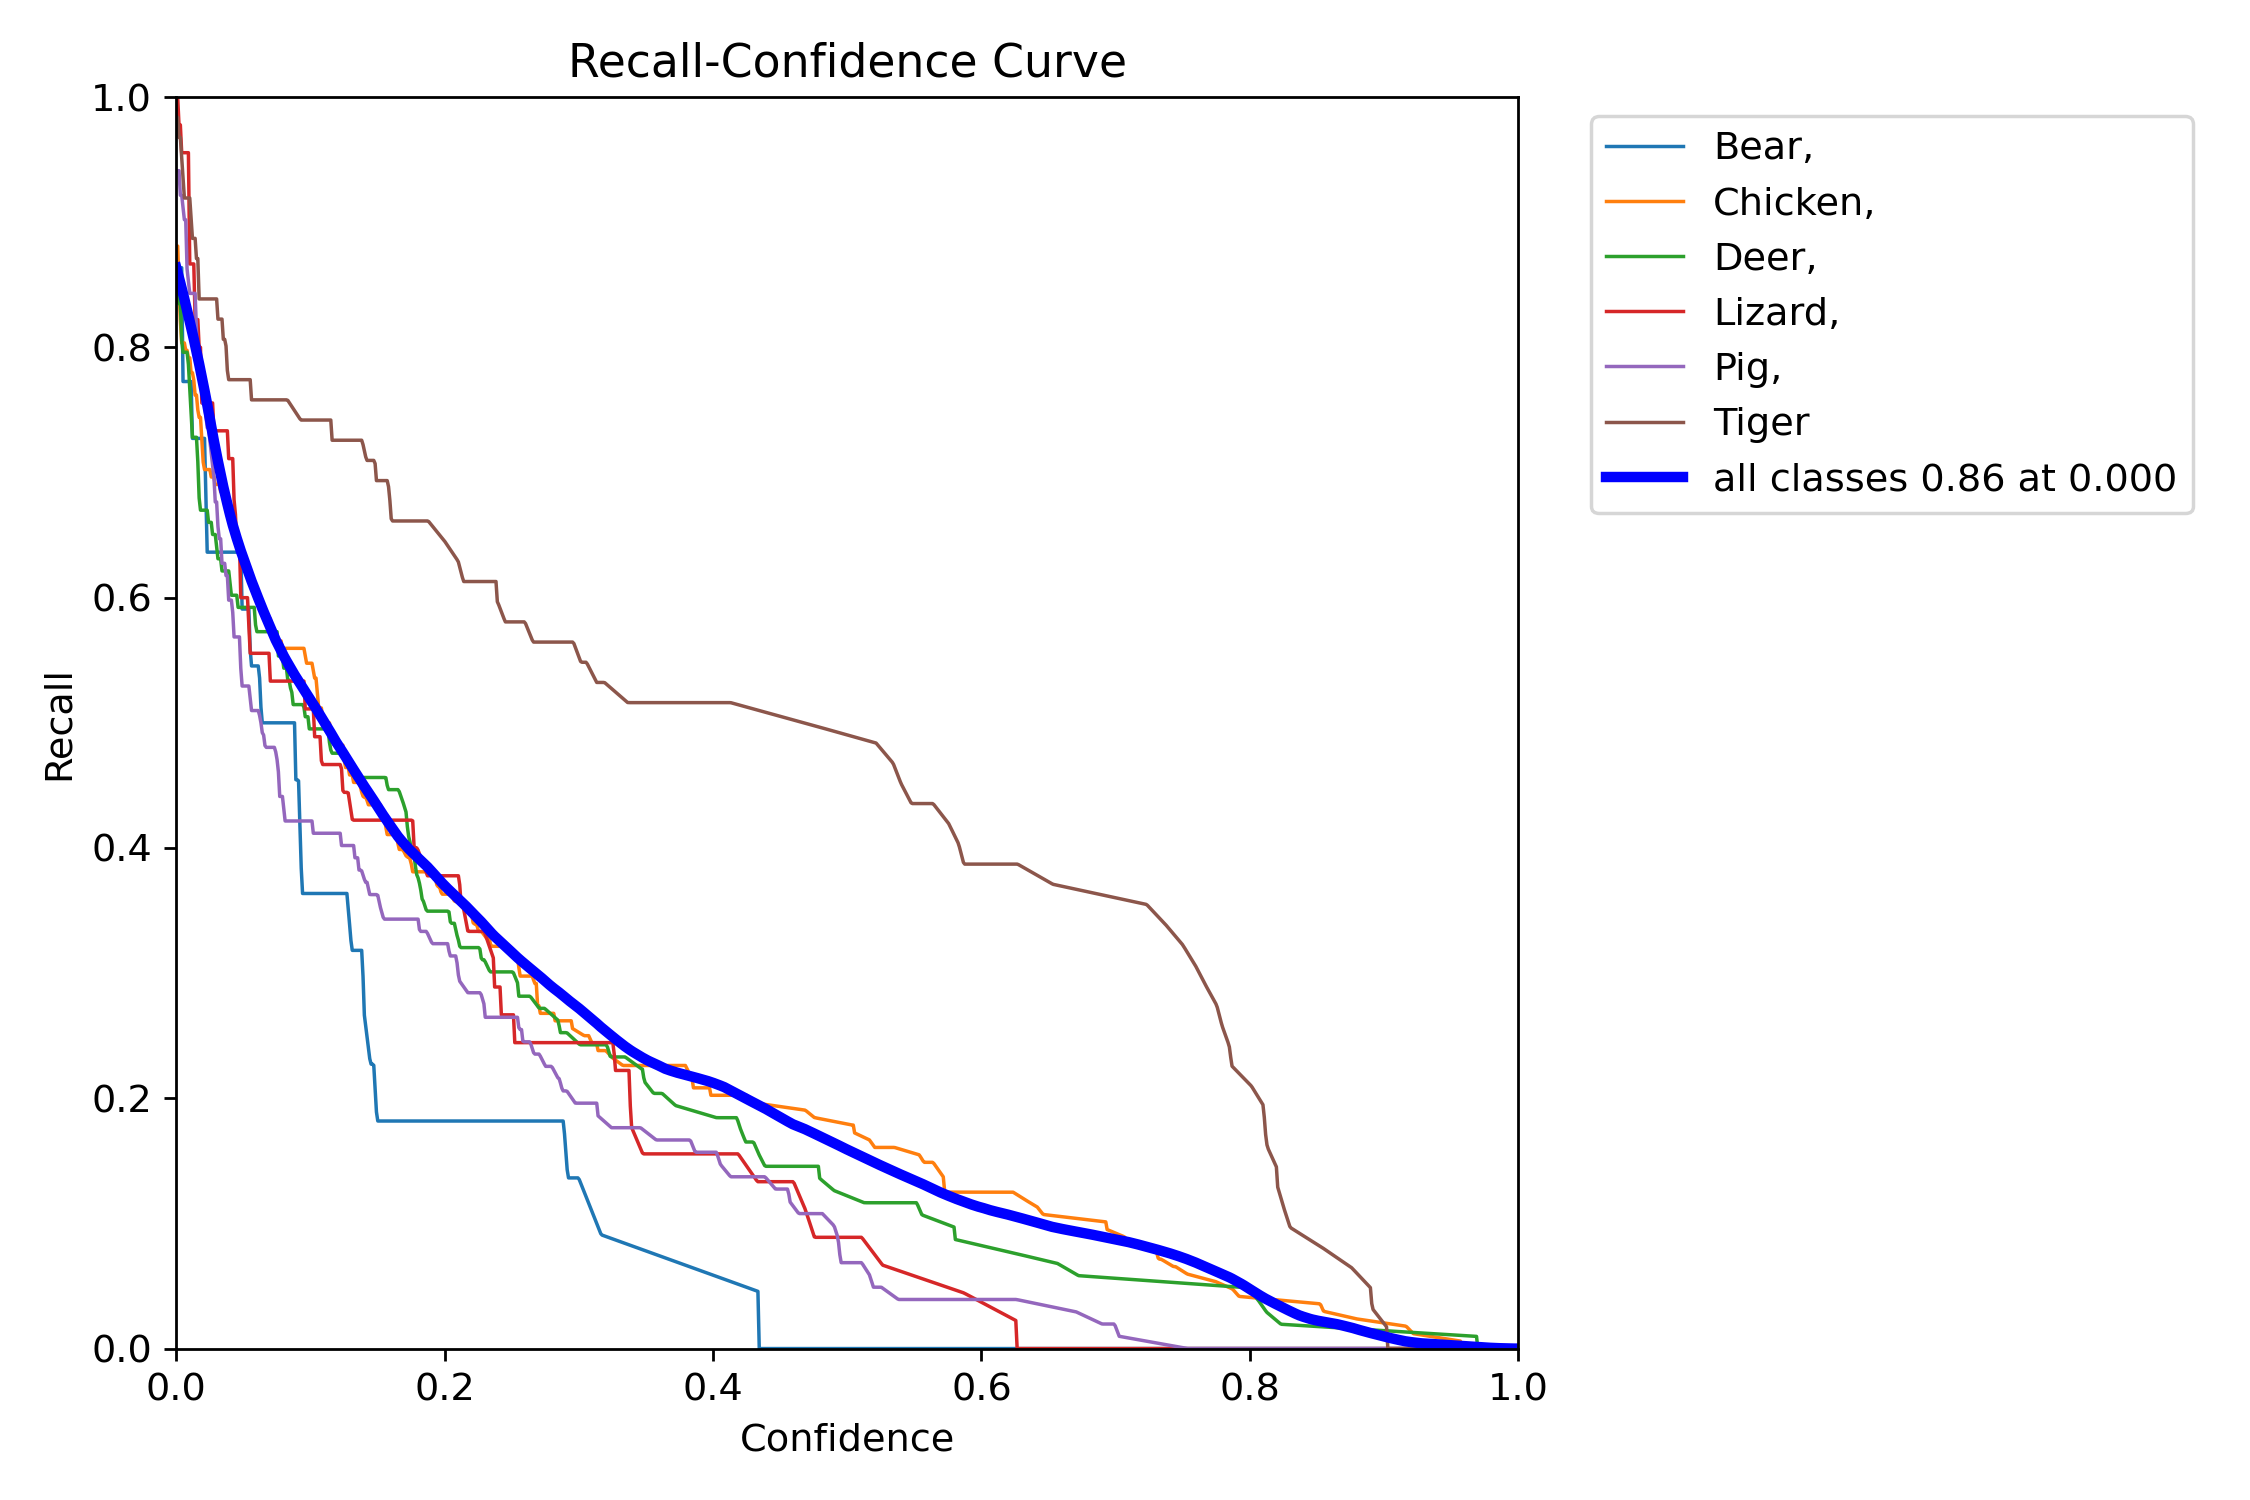 Recall-Confidence Curve
1.0
0.8
0.6
0.4
0.2
0.0
Recall
0.0 0.2 0.4 0.6 0.8 1.0
Confidence
Bear,
Chicken,
Deer,
Lizard,
Pig,
Tiger
all classes 0.86 at 0.000